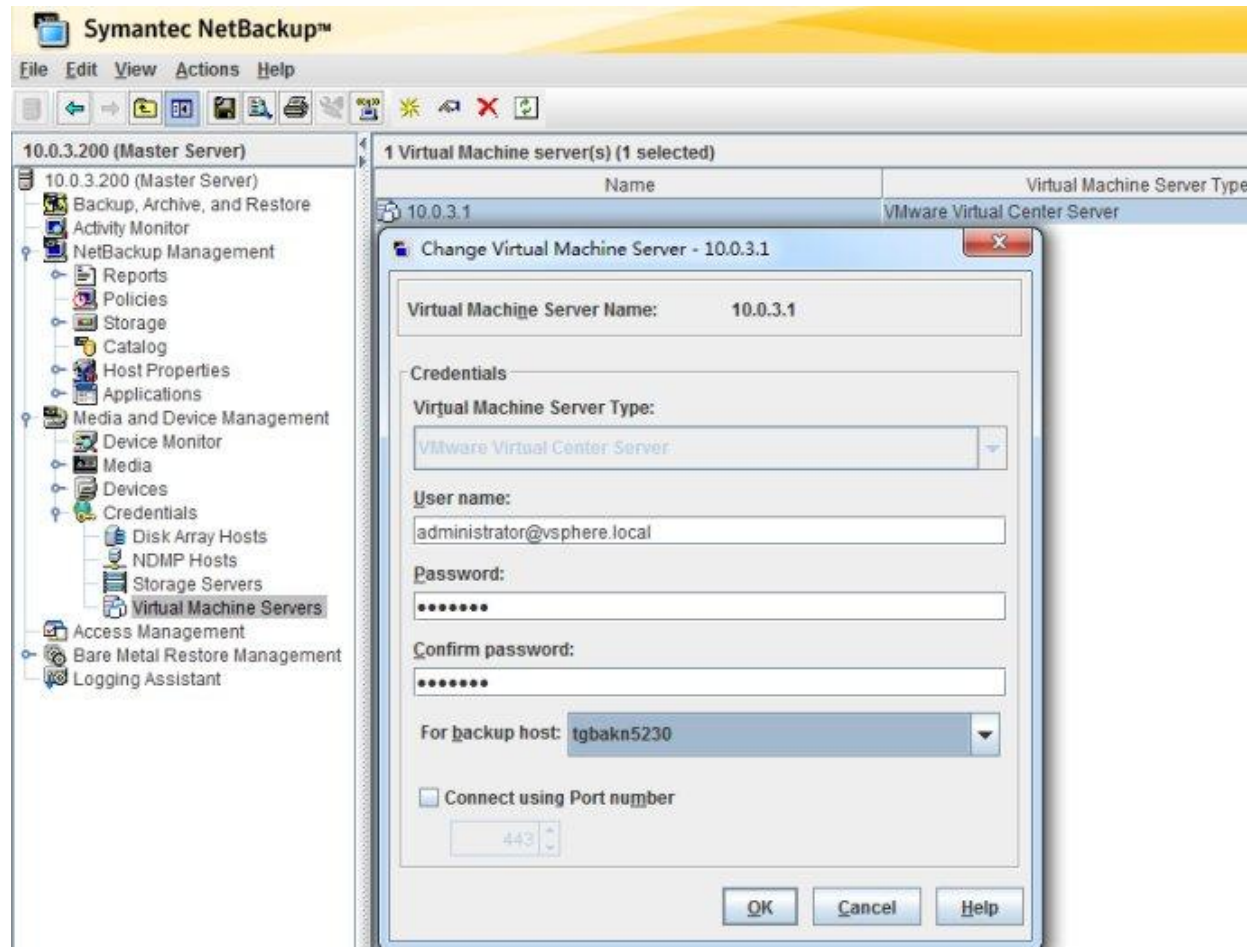 Symantec NetBackup™
File Edit View Actions Help
10.0.3.200 (Master Server)
1 Virtual Machine server(s) (1 selected)
10.0.3.200 (Master Server)
Backup, Archive, and Restore
Activity Monitor
NetBackup Management
Reports
Policies
Storage
Catalog
Host Properties
Applications
Media and Device Management
Device Monitor
Media
Devices
Credentials
Disk Array Hosts
NDMP Hosts
Storage Servers
Virtual Machine Servers
Access Management
Bare Metal Restore Management
Logging Assistant
Name Virtual Machine Server Type
10.0.3.1 VMware Virtual Center Server
Change Virtual Machine Server - 10.0.3.1
Virtual Machine Server Name: 10.0.3.1
Credentials
Virtual Machine Server Type:
VMware Virtual Center Server
User name:
administrator@vsphere.local
Password:
•••••••
Confirm password:
•••••••
For backup host: tgbakn5230
Connect using Port number
443
OK Cancel Help